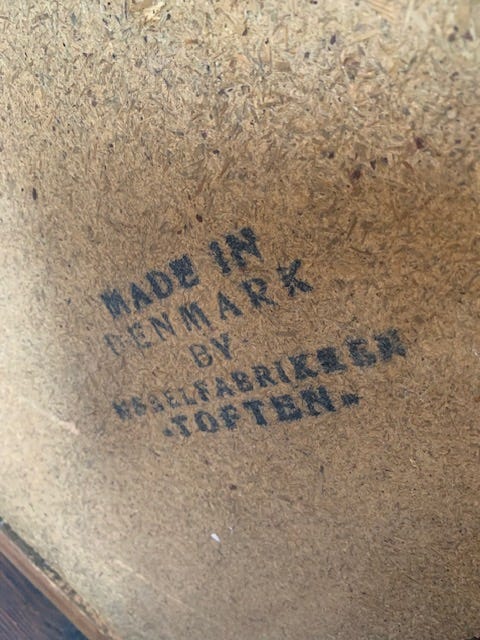 MADE IN
DENMARK
BY
MØBELFABRIKKEN
"TOFTEN"